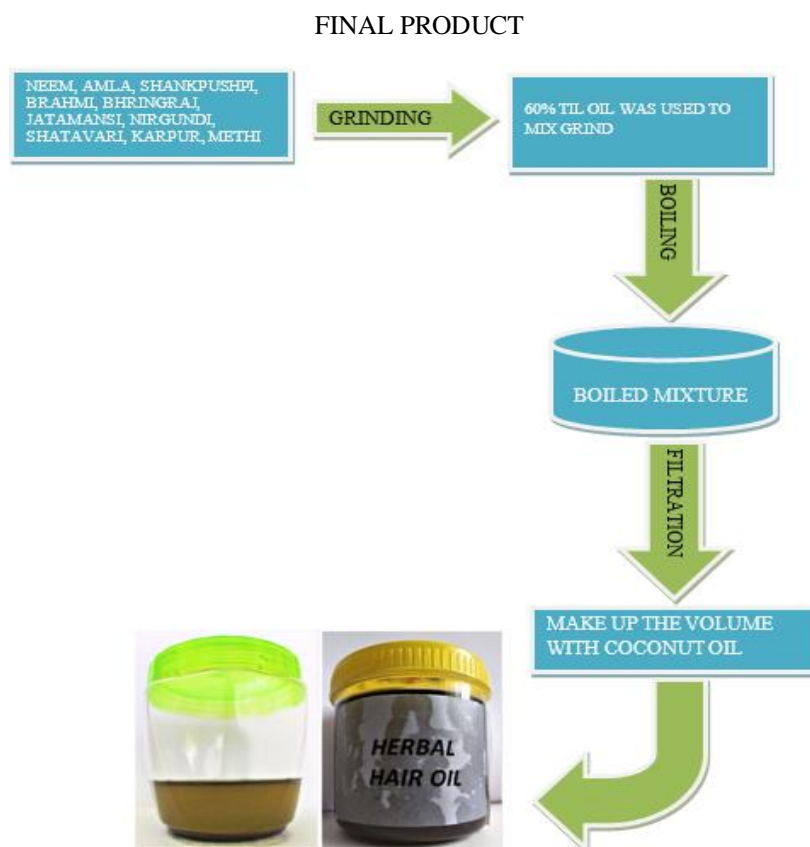 FINAL PRODUCT
NEEM, AMLA, SHANKPUSHPI,
BRAHMI, BHRINGRAJ,
JATAMANSI, NIRGUNDI,
SHATAVARI, KARPUR, METHI
GRINDING
60% TIL OIL WAS USED TO
MIX GRIND
BOILING
BOILED MIXTURE
FILTRATION
MAKE UP THE VOLUME
WITH COCONUT OIL
HERBAL
HAIR OIL